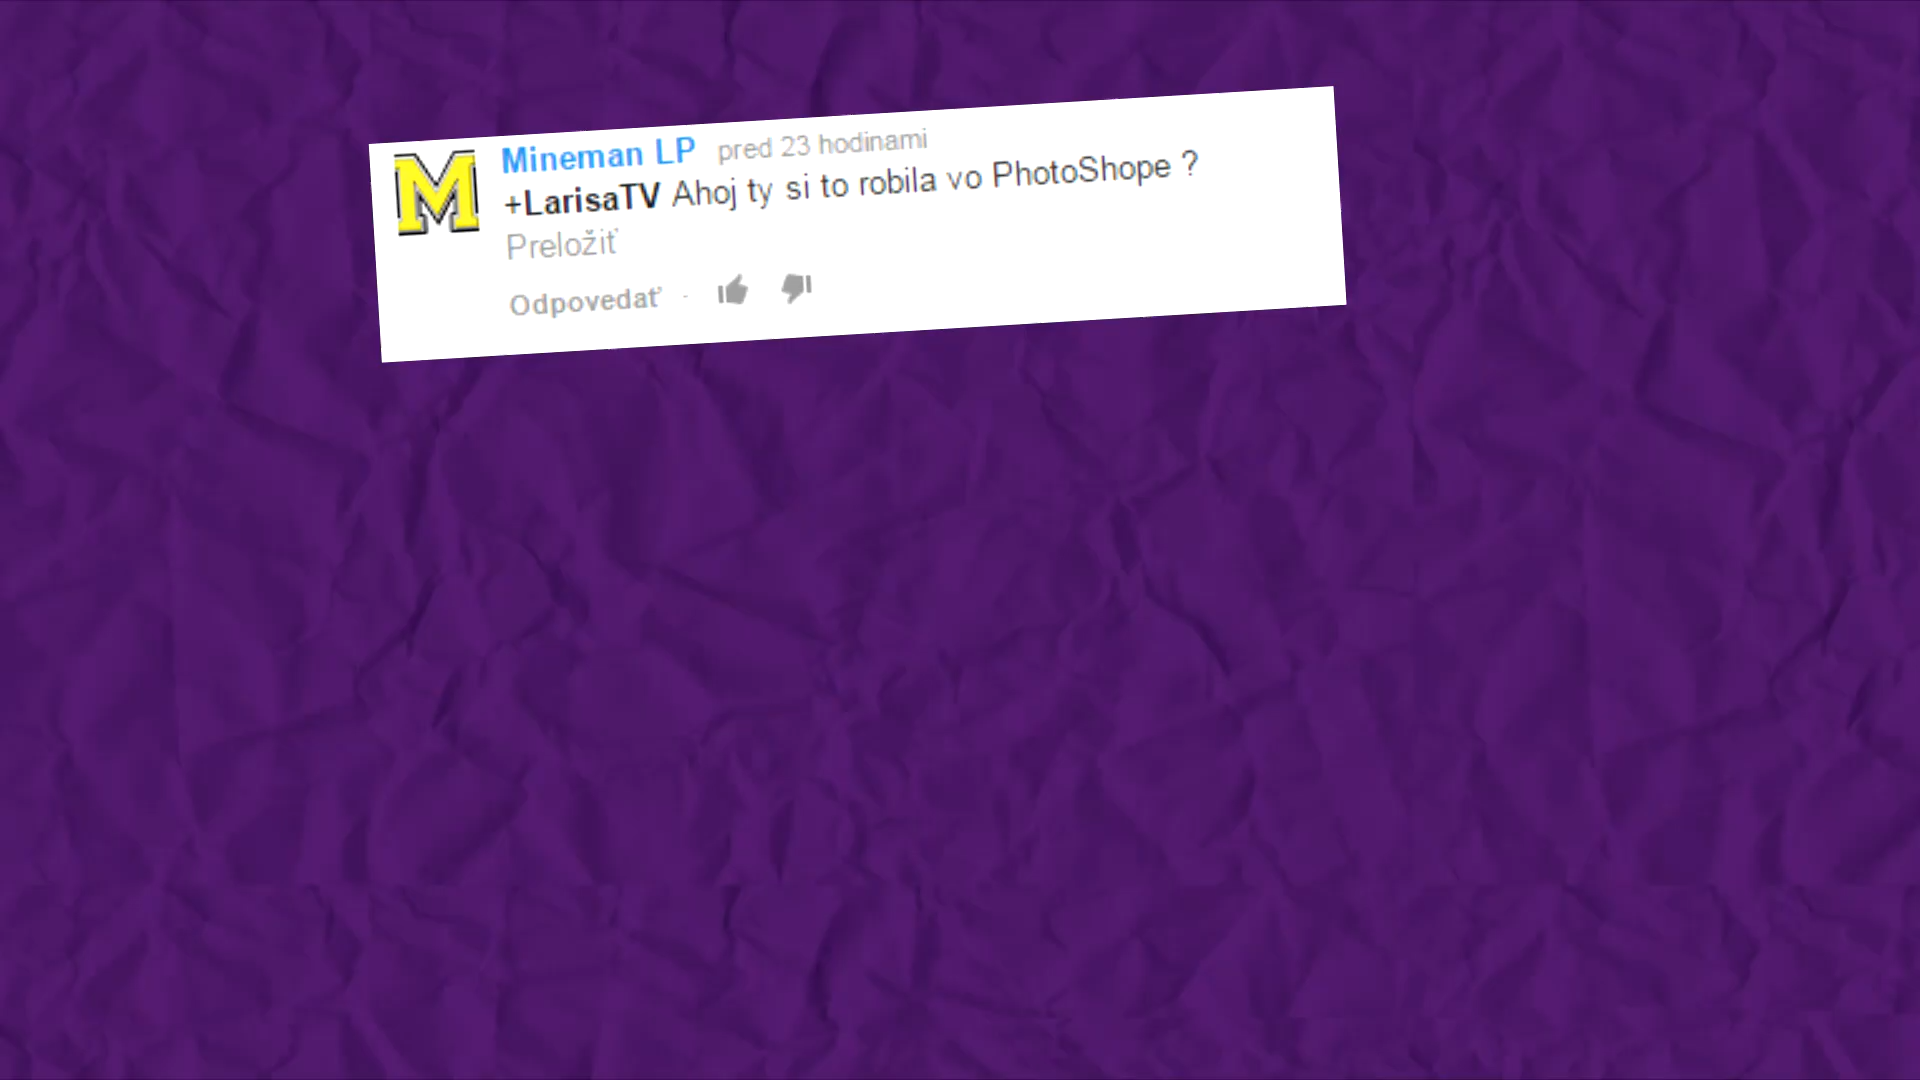 M
Mineman LP pred 23 hodinami
+LarisaTV Ahoj ty si to robila vo PhotoShope ?
Preložiť
Odpovedať ·